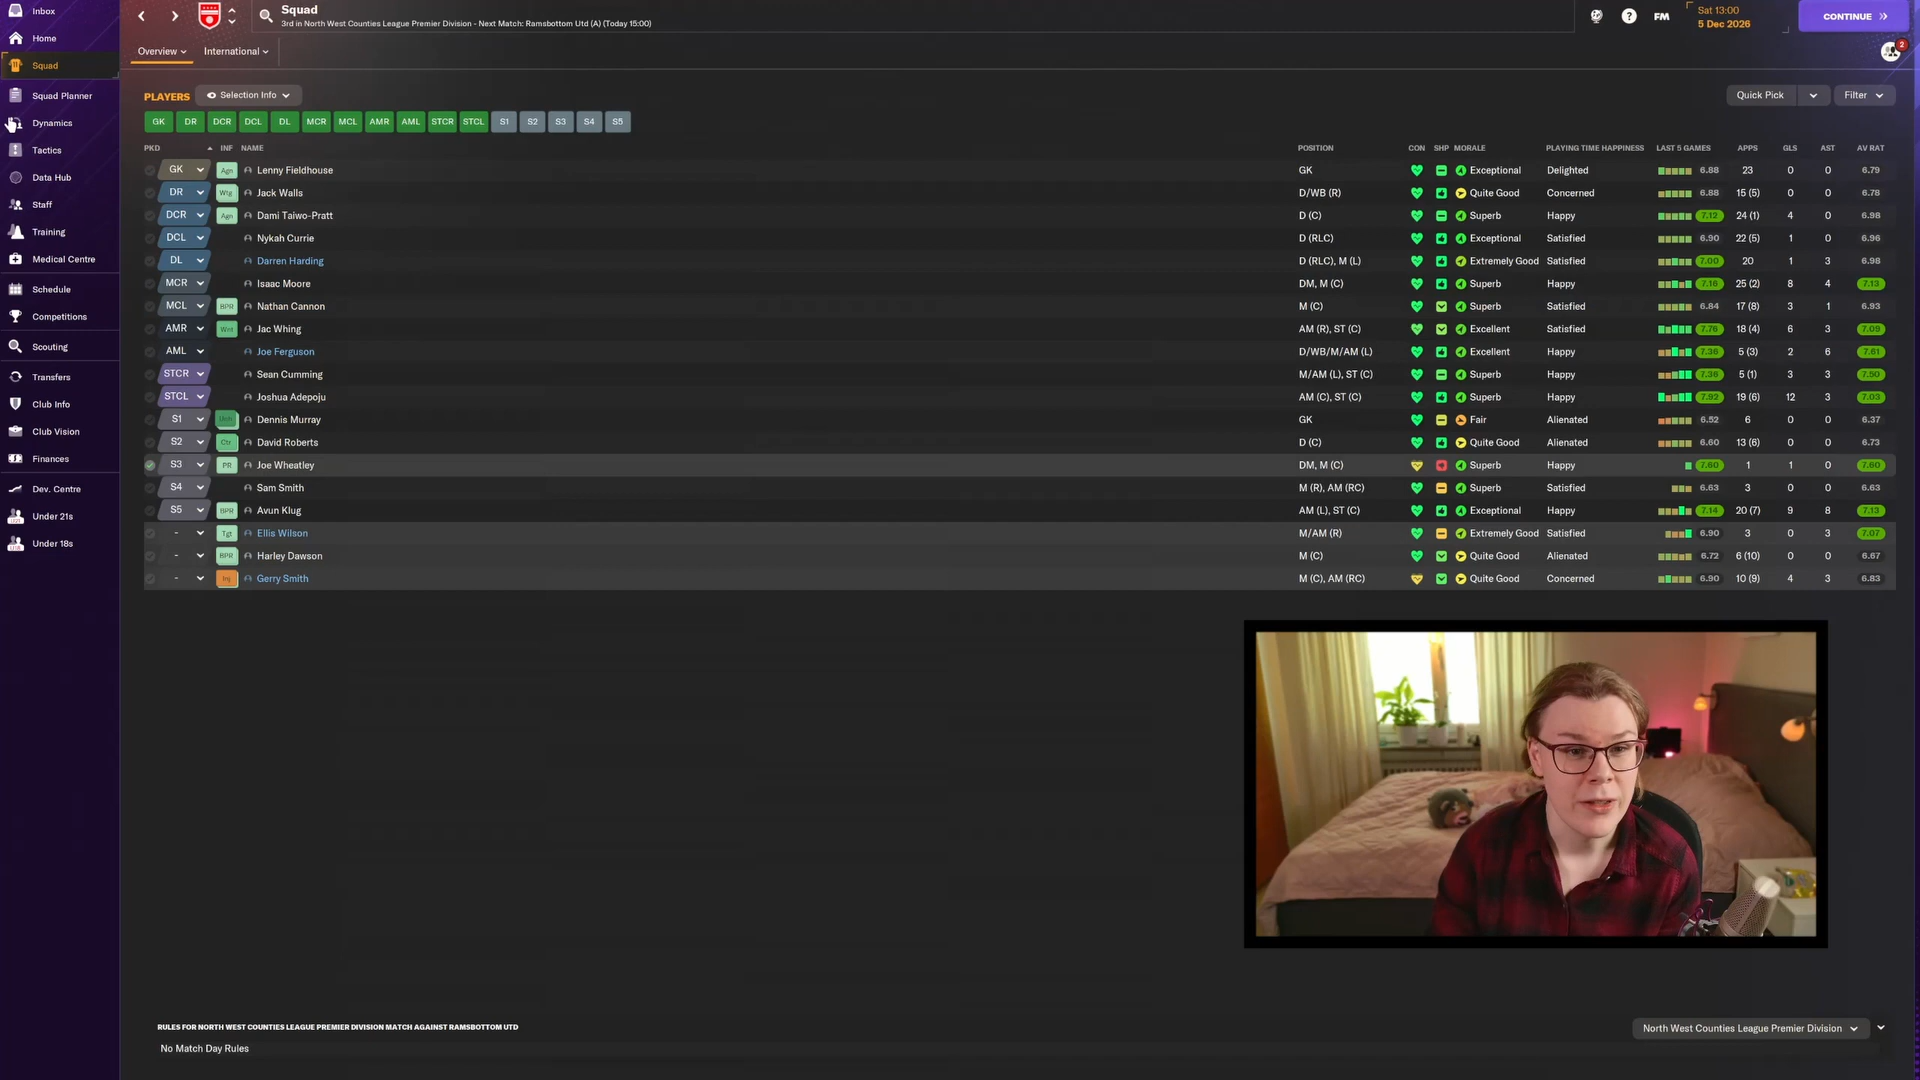 Inbox
Home
Squad
Squad Planner
Dynamics
Tactics
Data Hub
Staff
Training
Medical Centre
Schedule
Competitions
Scouting
Transfers
Club Info
Club Vision
Finances
Dev. Centre
Under 21s
Under 18s
Squad
3rd in North West Counties League Premier Division - Next Match: Ramsbottom Utd (A) (Today 15:00)
FM
Sat 13:00
5 Dec 2026
CONTINUE
2
Overview International
PLAYERS Selection Info Quick Pick Filter
GK DR DCR DCL DL MCR MCL AMR AML STCR STCL S1 S2 S3 S4 S5
PKD INF NAME POSITION CON SHP MORALE PLAYING TIME HAPPINESS LAST 5 GAMES APPS GLS AST AV RAT
GK Agn Lenny Fieldhouse GK Exceptional Delighted 6.88 23 0 0 6.79
DR Wtg Jack Walls D/WB (R) Quite Good Concerned 6.88 15 (5) 0 0 6.78
DCR Agn Dami Taiwo-Pratt D (C) Superb Happy 7.12 24 (1) 4 0 6.98
DCL Nykah Currie D (RLC) Exceptional Satisfied 6.90 22 (5) 1 0 6.96
DL Darren Harding D (RLC), M (L) Extremely Good Satisfied 7.00 20 1 3 6.98
MCR Isaac Moore DM, M (C) Superb Happy 7.16 25 (2) 8 4 7.13
MCL BPR Nathan Cannon M (C) Superb Satisfied 6.84 17 (8) 3 1 6.93
AMR Wnt Jac Whing AM (R), ST (C) Excellent Satisfied 7.76 18 (4) 6 3 7.09
AML Joe Ferguson D/WB/M/AM (L) Excellent Happy 7.36 5 (3) 2 6 7.61
STCR Sean Cumming M/AM (L), ST (C) Superb Happy 7.36 5 (1) 3 3 7.50
STCL Joshua Adepoju AM (C), ST (C) Superb Happy 7.92 19 (6) 12 3 7.03
S1 Dennis Murray GK Fair Alienated 6.52 6 0 0 6.37
S2 Ctr David Roberts D (C) Quite Good Alienated 6.60 13 (6) 0 0 6.73
S3 PR Joe Wheatley DM, M (C) Superb Happy 7.60 1 1 0 7.60
S4 Sam Smith M (R), AM (RC) Superb Satisfied 6.63 3 0 0 6.63
S5 BPR Avun Klug AM (L), ST (C) Exceptional Happy 7.14 20 (7) 9 8 7.13
- Tgt Ellis Wilson M/AM (R) Extremely Good Satisfied 6.90 3 0 3 7.07
- BPR Harley Dawson M (C) Quite Good Alienated 6.72 6 (10) 0 0 6.67
- Inj Gerry Smith M (C), AM (RC) Quite Good Concerned 6.90 10 (9) 4 3 6.83
RULES FOR NORTH WEST COUNTIES LEAGUE PREMIER DIVISION MATCH AGAINST RAMSBOTTOM UTD
North West Counties League Premier Division
No Match Day Rules